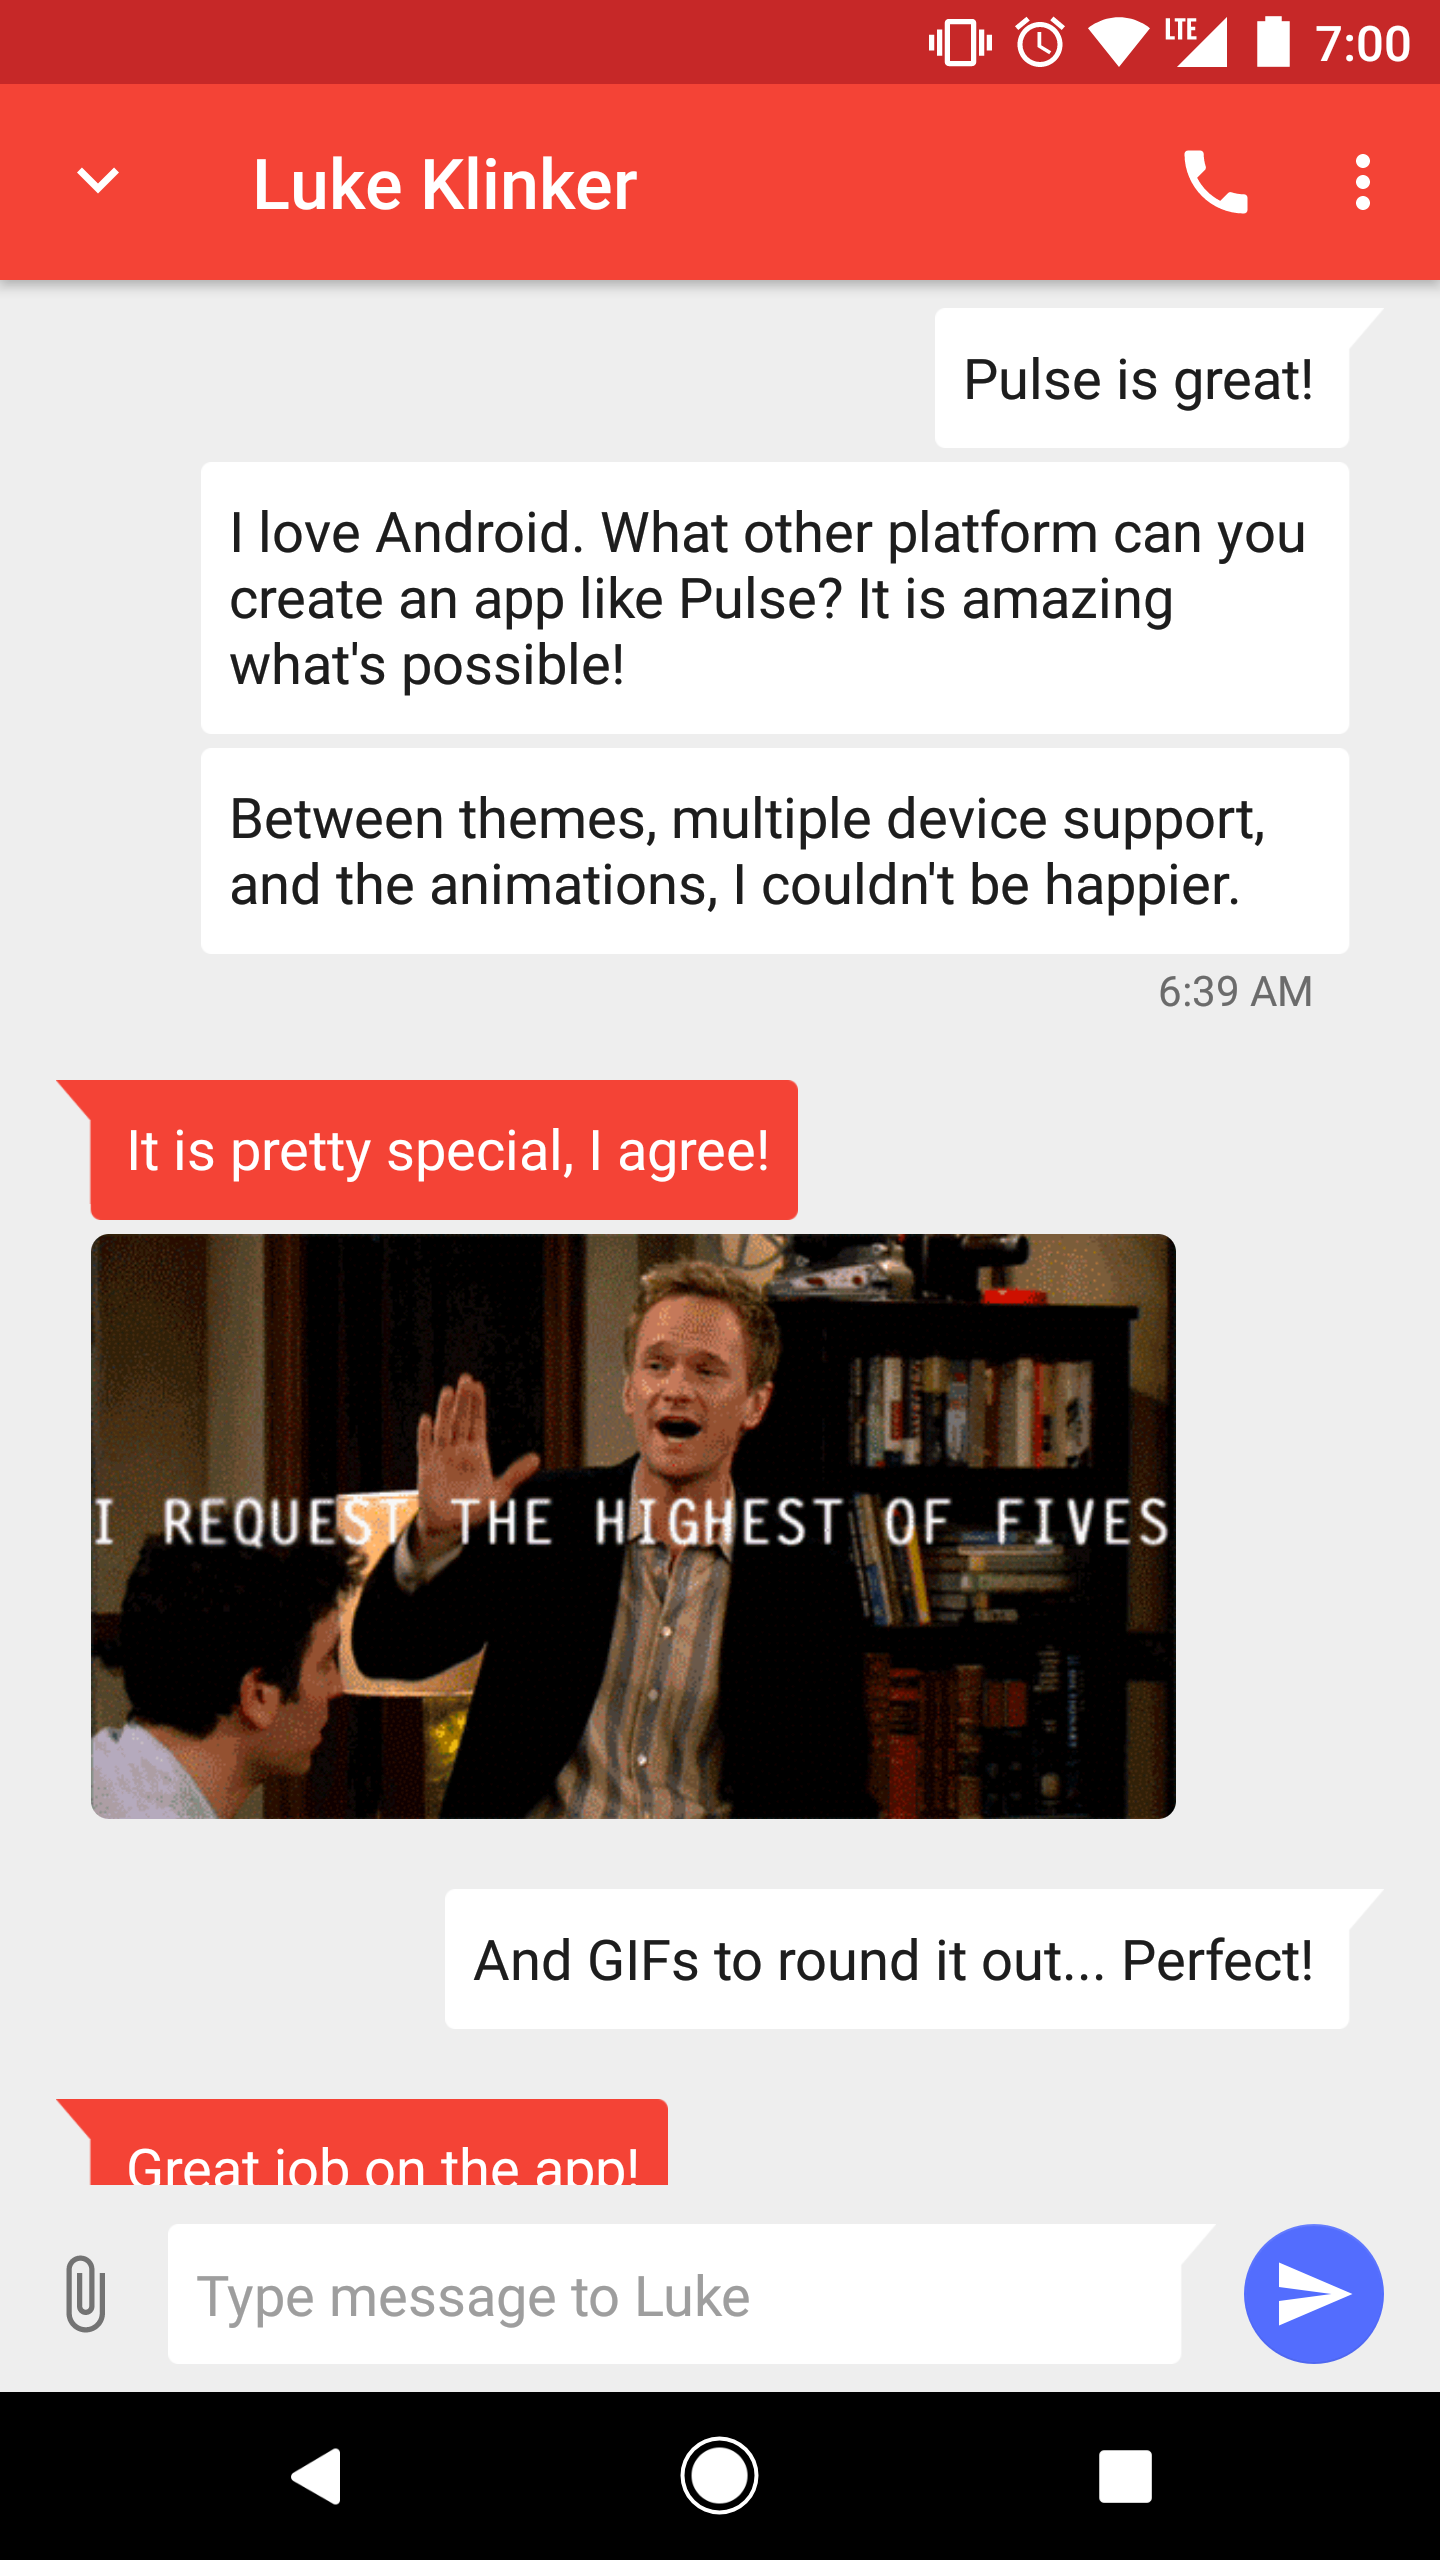 LTE 7:00
Luke Klinker
Pulse is great!
I love Android. What other platform can you
create an app like Pulse? It is amazing
what's possible!
Between themes, multiple device support,
and the animations, I couldn't be happier.
6:39 AM
It is pretty special, I agree!
I REQUEST THE HIGHEST OF FIVES
And GIFs to round it out... Perfect!
Great job on the app!
Type message to Luke